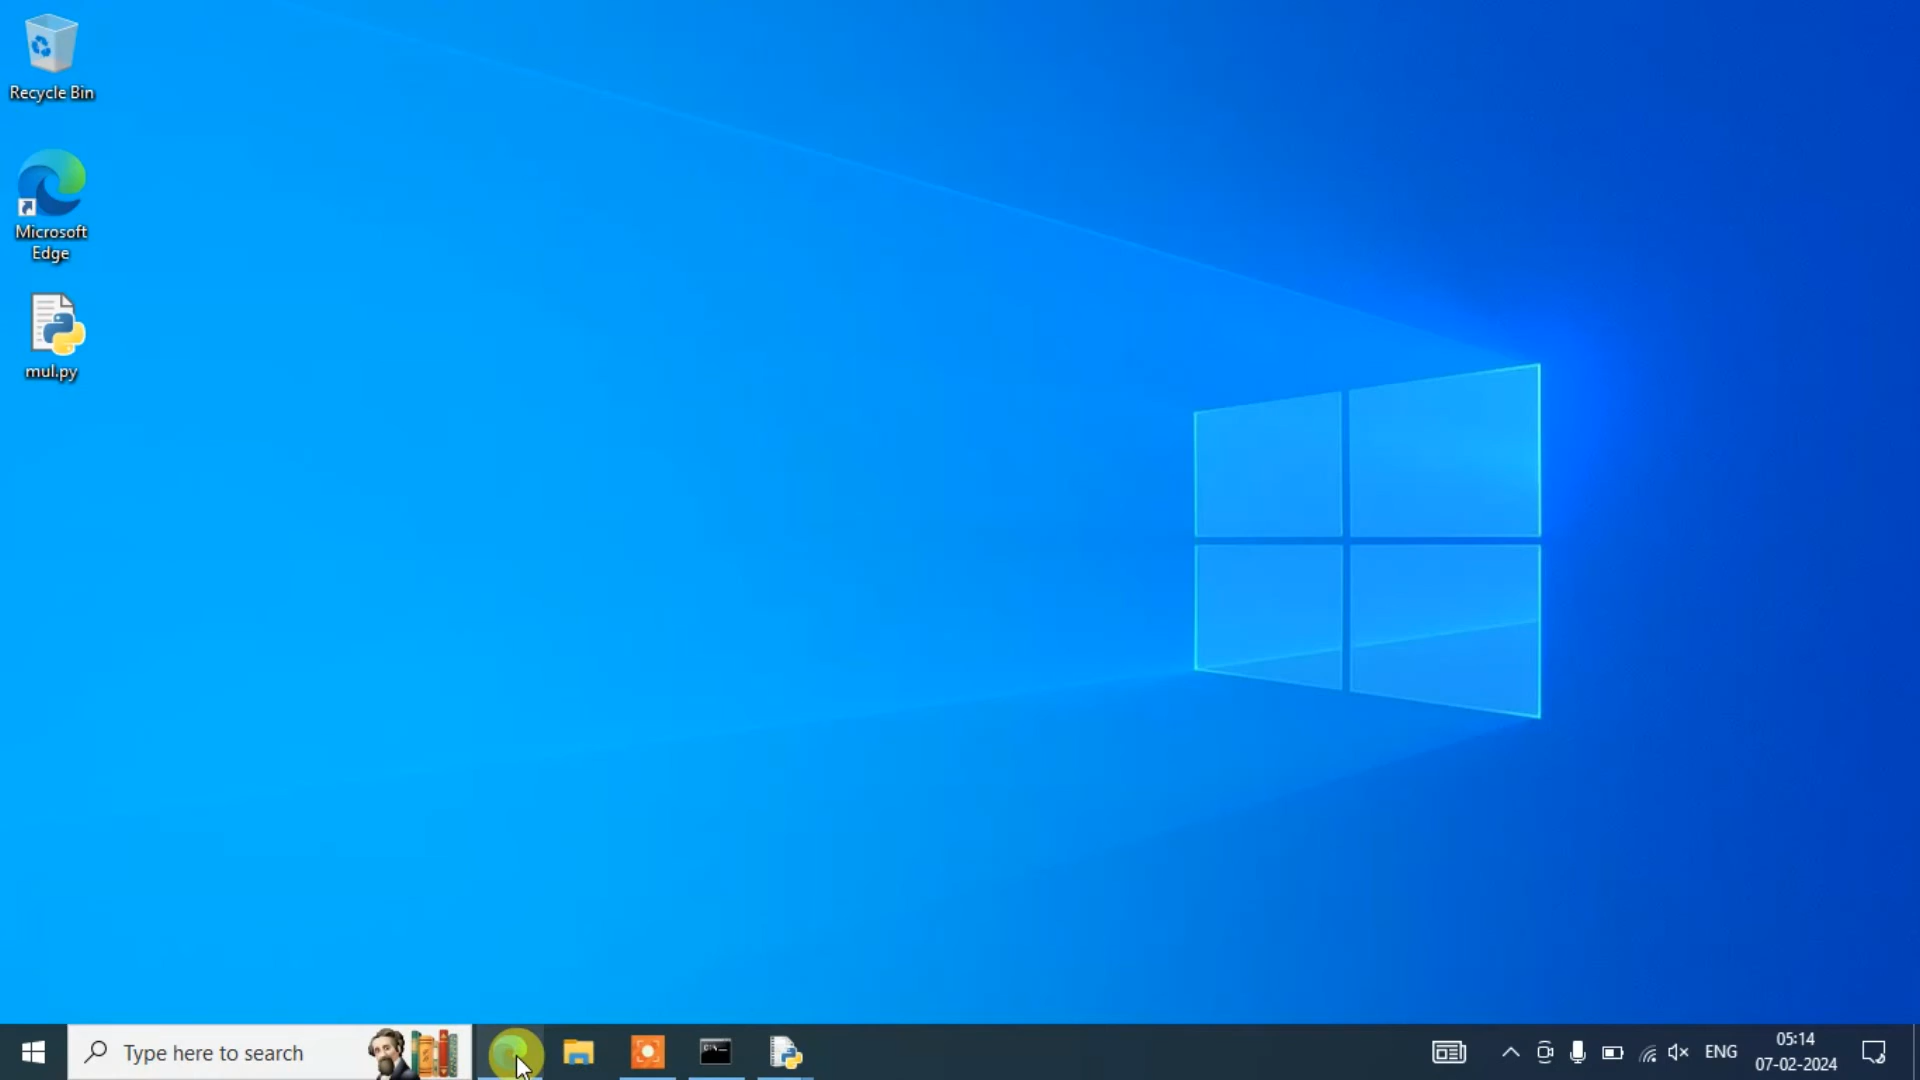 Recycle Bin
Microsoft
Edge
mul.py
Type here to search
ENG
05:14
07-02-2024